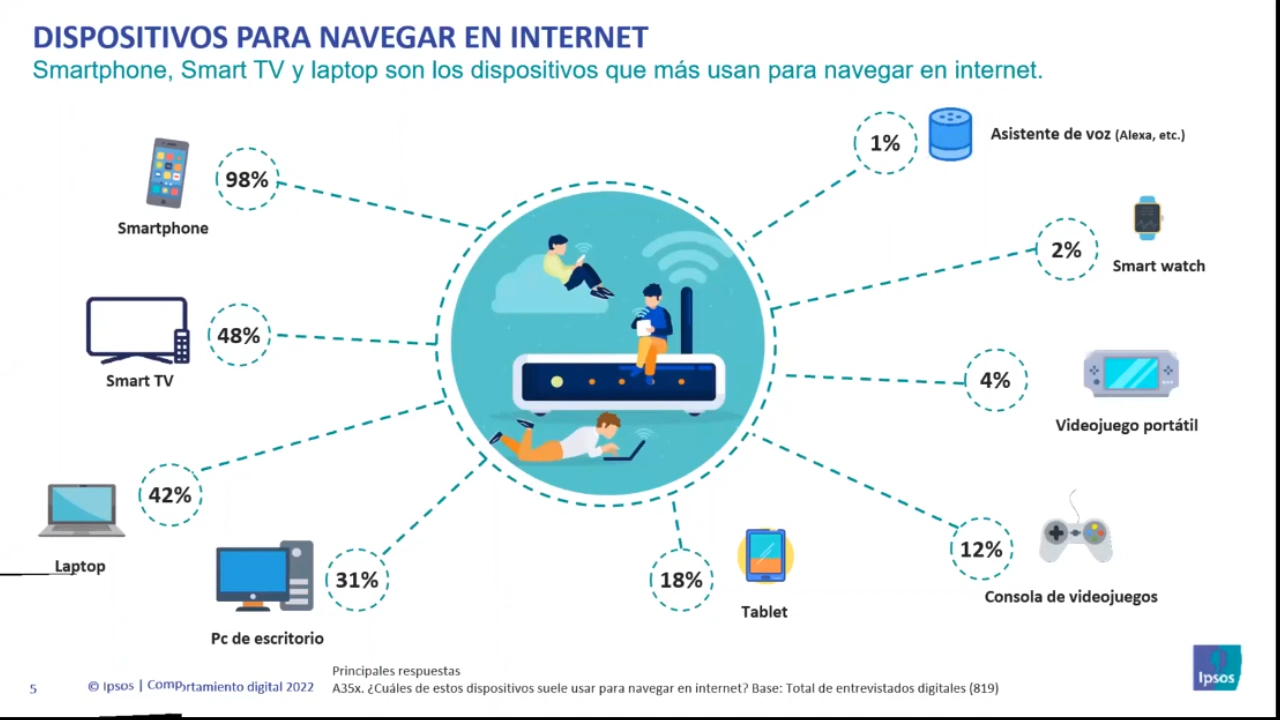 DISPOSITIVOS PARA NAVEGAR EN INTERNET
Smartphone, Smart TV y laptop son los dispositivos que más usan para navegar en internet.
98%
Smartphone
48%
Smart TV
42%
Laptop
31%
Pc de escritorio
18%
Tablet
12%
Consola de videojuegos
4%
Videojuego portátil
2%
Smart watch
1%
Asistente de voz (Alexa, etc.)
Principales respuestas
A35x. ¿Cuáles de estos dispositivos suele usar para navegar en internet? Base: Total de entrevistados digitales (819)
5
© Ipsos | Comportamiento digital 2022
Ipsos